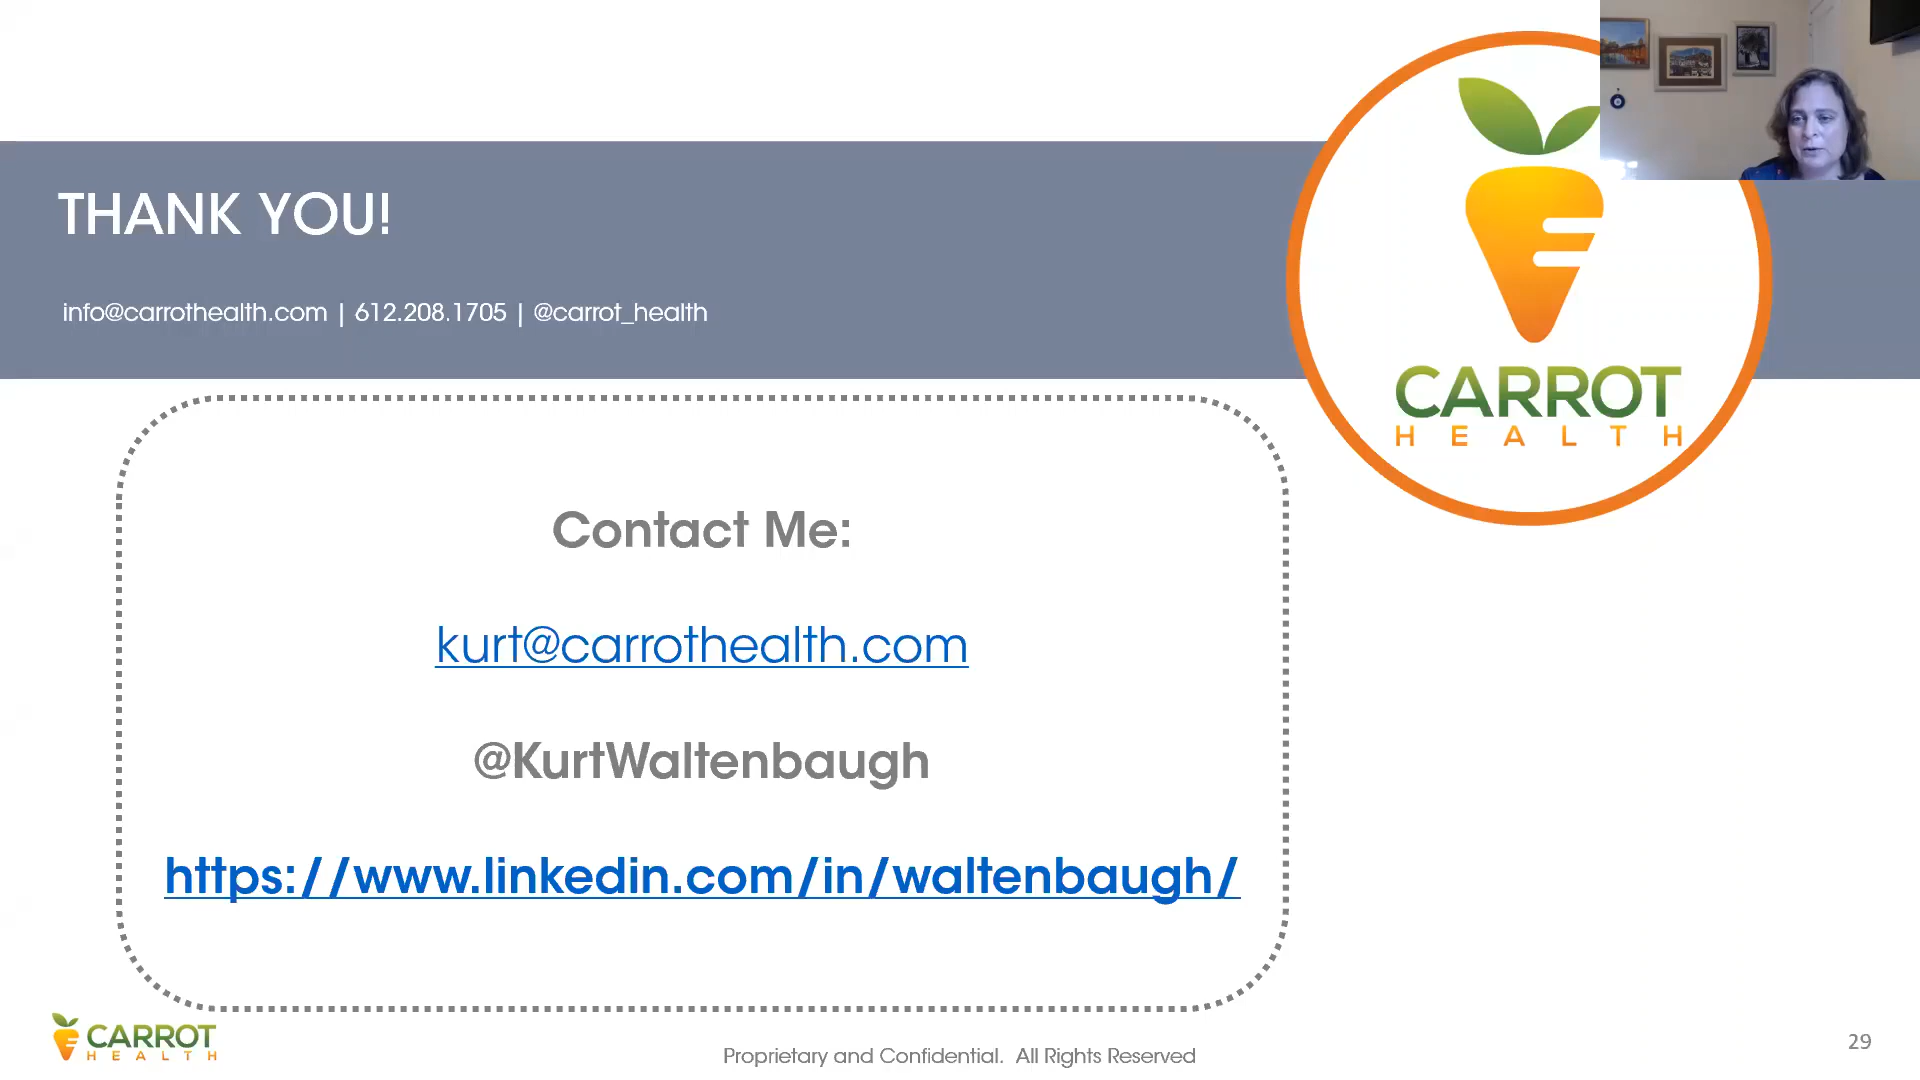 THANK YOU!
info@carrothealth.com | 612.208.1705 | @carrot_health
CARROT
HEALTH
Contact Me:
kurt@carrothealth.com
@KurtWaltenbaugh
https://www.linkedin.com/in/waltenbaugh/
CARROT
HEALTH
Proprietary and Confidential. All Rights Reserved
29